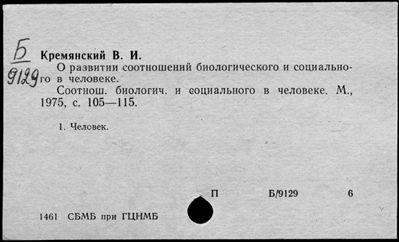 Б
9129
Кремянский В. И.
О развитии соотношений биологического и социально-
го в человеке.
Соотнош. биологич. и социального в человеке. М.,
1975, с. 105—115.
1. Человек.
П Б/9129 6
1461 СБМБ при ГЦНМБ